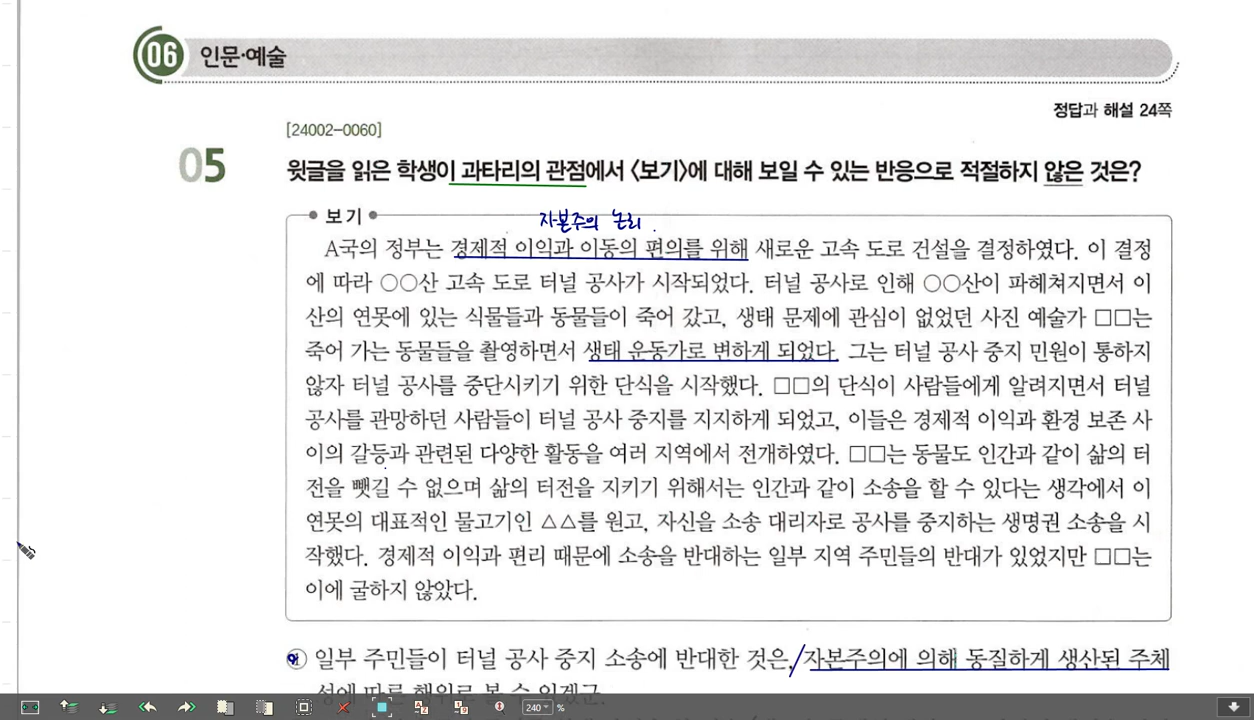 06 인문·예술
정답과 해설 24쪽
[24002-0060]
05 윗글을 읽은 학생이 과타리의 관점에서 <보기>에 대해 보일 수 있는 반응으로 적절하지 않은 것은?
보기
자본주의 논리
A국의 정부는 경제적 이익과 이동의 편의를 위해 새로운 고속 도로 건설을 결정하였다. 이 결정
에 따라 ○○산 고속 도로 터널 공사가 시작되었다. 터널 공사로 인해 ○○산이 파헤쳐지면서 이
산의 연못에 있는 식물들과 동물들이 죽어 갔고, 생태 문제에 관심이 없었던 사진 예술가 □□는
죽어 가는 동물들을 촬영하면서 생태 운동가로 변하게 되었다. 그는 터널 공사 중지 민원이 통하지
않자 터널 공사를 중단시키기 위한 단식을 시작했다. □□의 단식이 사람들에게 알려지면서 터널
공사를 관망하던 사람들이 터널 공사 중지를 지지하게 되었고, 이들은 경제적 이익과 환경 보존 사
이의 갈등과 관련된 다양한 활동을 여러 지역에서 전개하였다. □□는 동물도 인간과 같이 삶의 터
전을 뺏길 수 없으며 삶의 터전을 지키기 위해서는 인간과 같이 소송을 할 수 있다는 생각에서 이
연못의 대표적인 물고기인 △△를 원고, 자신을 소송 대리자로 공사를 중지하는 생명권 소송을 시
작했다. 경제적 이익과 편리 때문에 소송을 반대하는 일부 지역 주민들의 반대가 있었지만 □□는
이에 굴하지 않았다.
일부 주민들이 터널 공사 중지 소송에 반대한 것은, 자본주의에 의해 동질하게 생산된 주체
성에 따른 행위로 볼 수 있겠군.
240 %